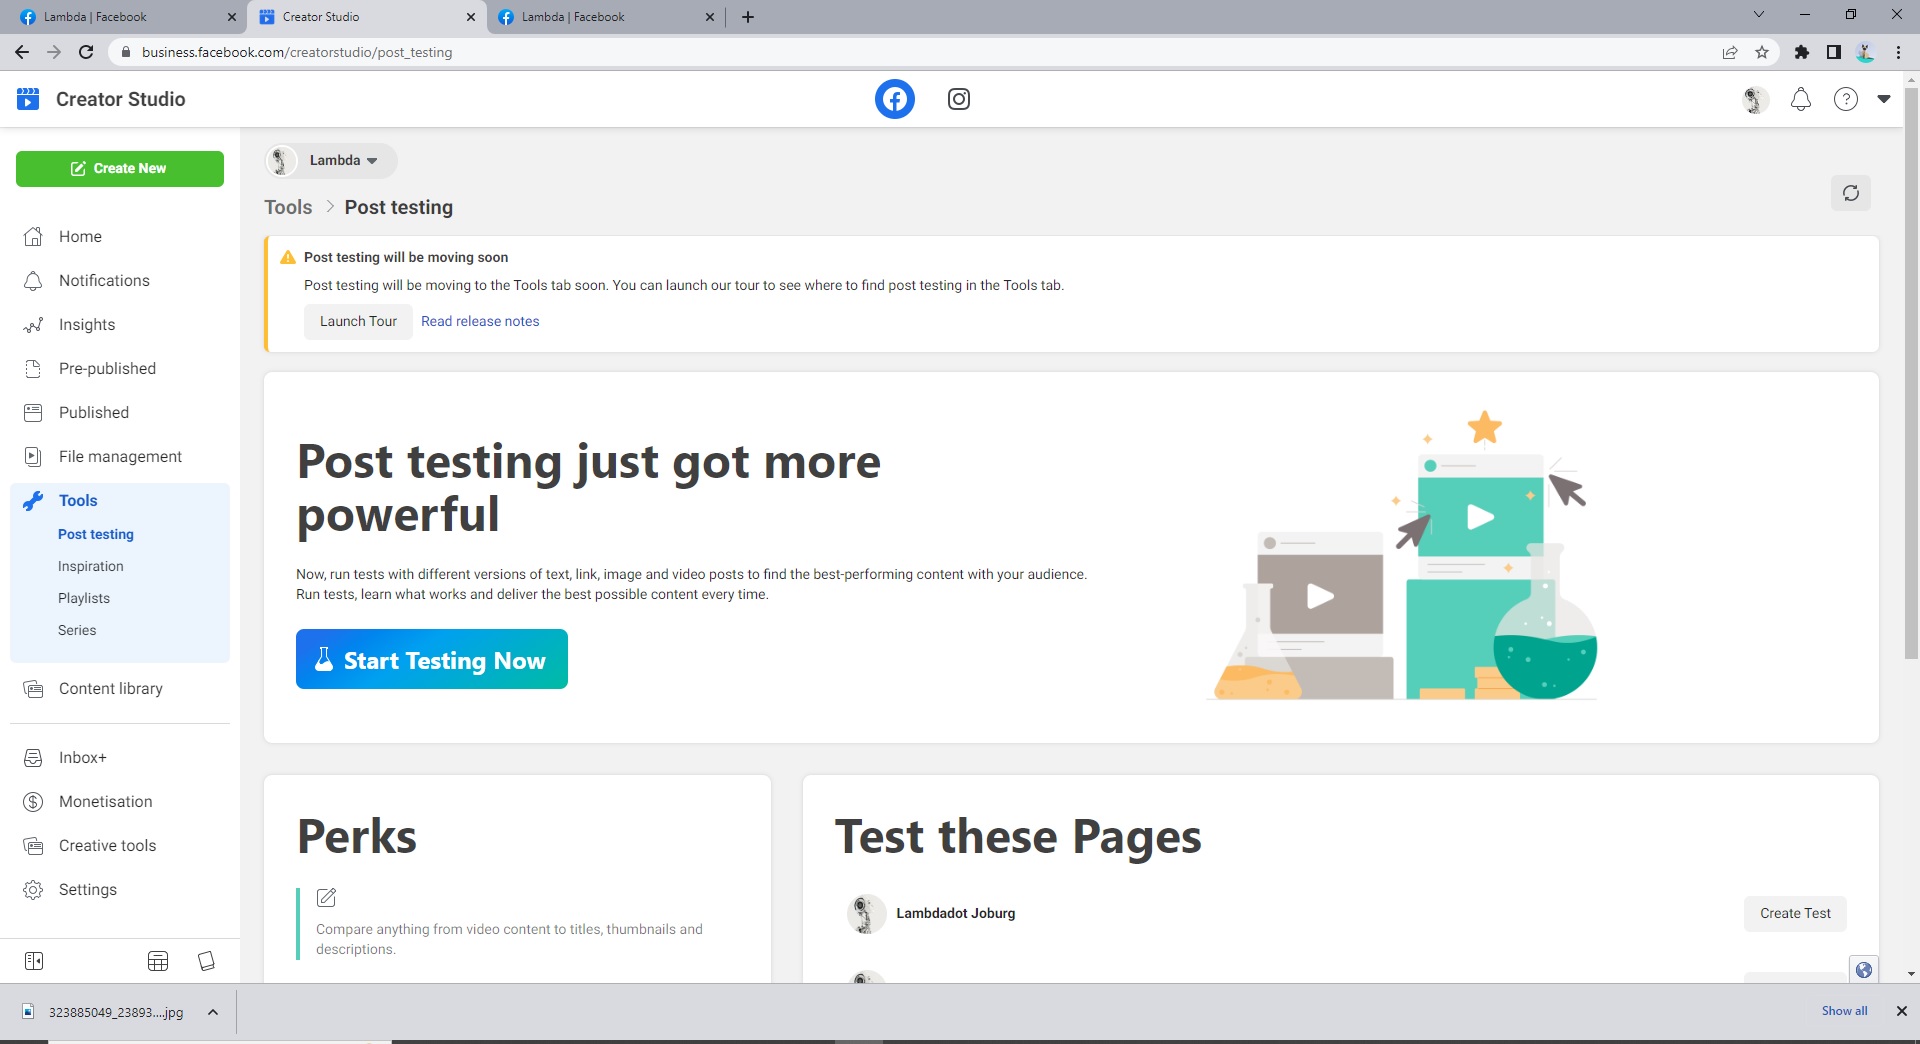 Lambda | Facebook
Creator Studio
Lambda | Facebook
business.facebook.com/creatorstudio/post_testing
Creator Studio
Create New
Home
Notifications
Insights
Pre-published
Published
File management
Tools
Post testing
Inspiration
Playlists
Series
Content library
Inbox+
Monetisation
Creative tools
Settings
Lambda
Tools > Post testing
Post testing will be moving soon
Post testing will be moving to the Tools tab soon. You can launch our tour to see where to find post testing in the Tools tab.
Launch Tour Read release notes
Post testing just got more
powerful
Now, run tests with different versions of text, link, image and video posts to find the best-performing content with your audience.
Run tests, learn what works and deliver the best possible content every time.
Start Testing Now
Perks
Compare anything from video content to titles, thumbnails and
descriptions.
Test these Pages
Lambdadot Joburg
Create Test
323885049_23893....jpg
Show all